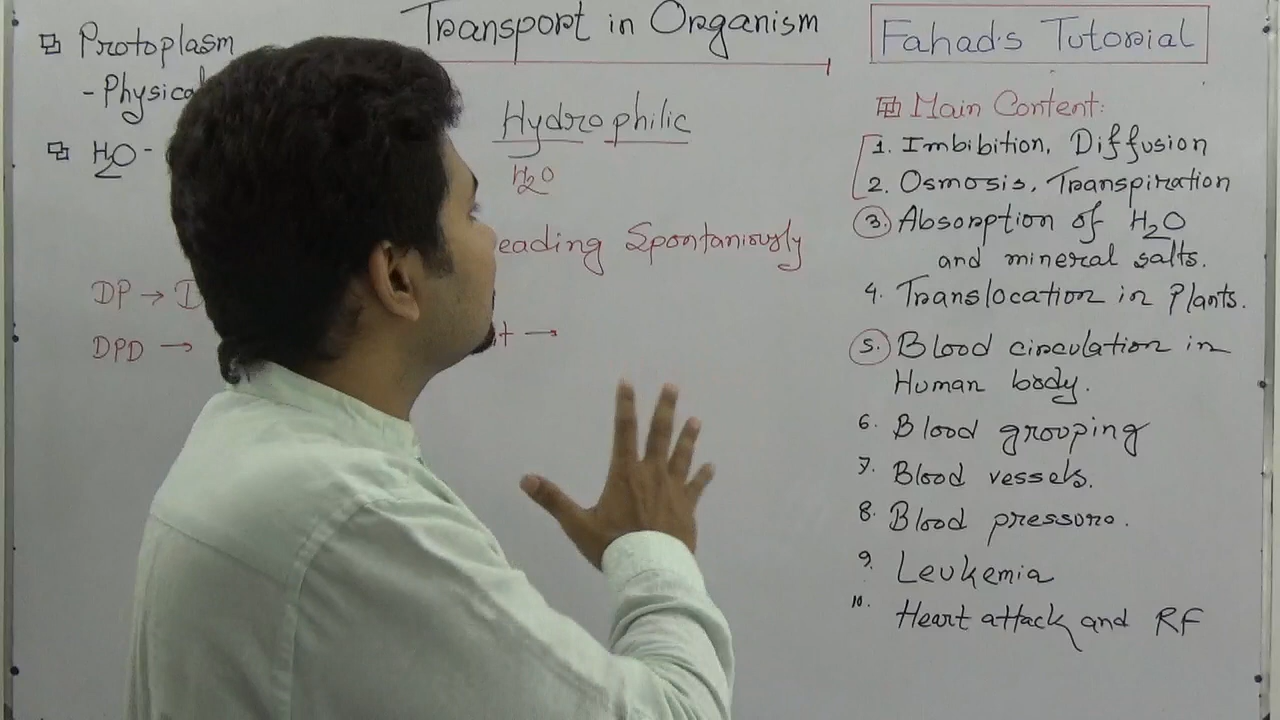 Transport in Organism
Protoplasm
- Physical
H2O -
DP →
DPD →
Hydrophilic
H2O
eading Spontaniously
t →
Fahad's Tutorial
Main Content:
1. Imbibition, Diffusion
2. Osmosis, Transpiration
3. Absorption of H2O
and mineral salts.
4. Translocation in Plants.
5. Blood circulation in
Human body.
6. Blood grouping
7. Blood vessels.
8. Blood pressure.
9. Leukemia
10. Heart attack and RF